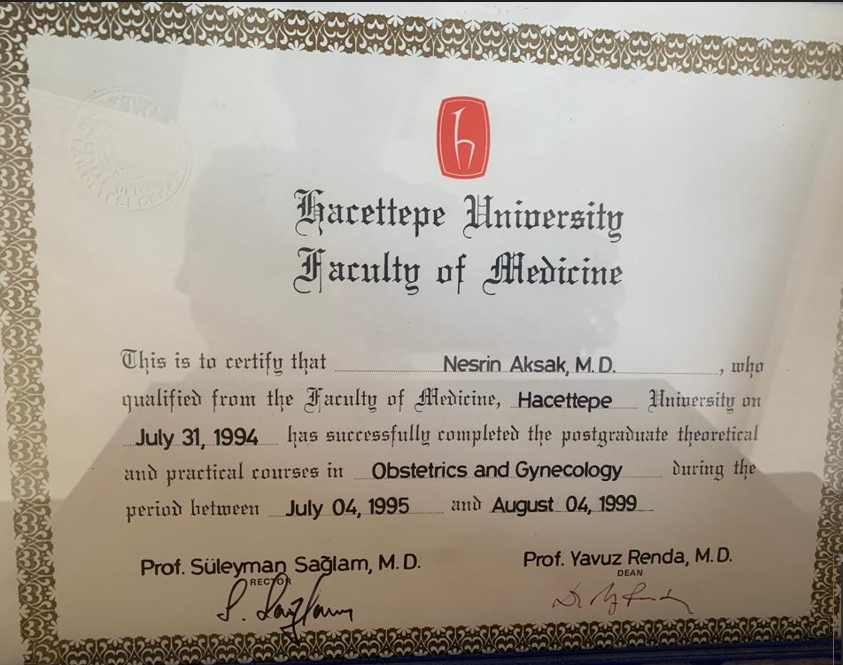 h
Hacettepe University
Faculty of Medicine
This is to certify that Nesrin Aksak, M.D. , who
qualified from the Faculty of Medicine, Hacettepe University on
July 31, 1994 has successfully completed the postgraduate theoretical
and practical courses in Obstetrics and Gynecology during the
period between July 04, 1995 and August 04, 1999
Prof. Süleyman Sağlam, M.D. Prof. Yavuz Renda, M.D.
RECTOR DEAN
S. Sağlam